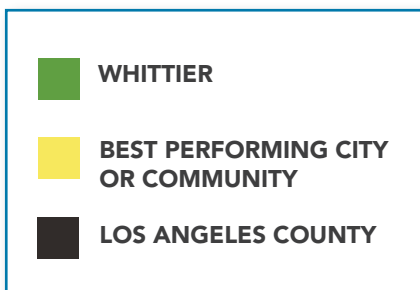 WHITTIER
BEST PERFORMING CITY
OR COMMUNITY
LOS ANGELES COUNTY